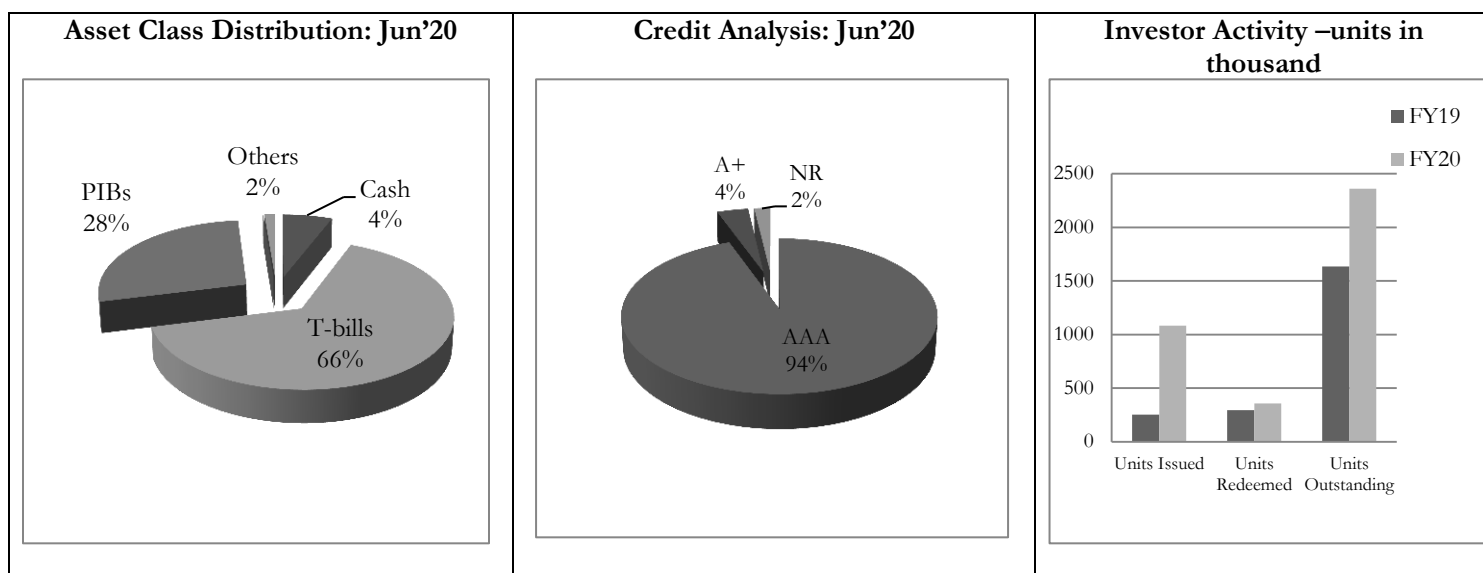 Asset Class Distribution: Jun’20
Others
2%
Cash
4%
PIBs
28%
T-bills
66%
Credit Analysis: Jun’20
A+
4%
NR
2%
AAA
94%
Investor Activity –units in
thousand
FY19
FY20
2500
2000
1500
1000
500
0
Units Issued
Units
Redeemed
Units
Outstanding